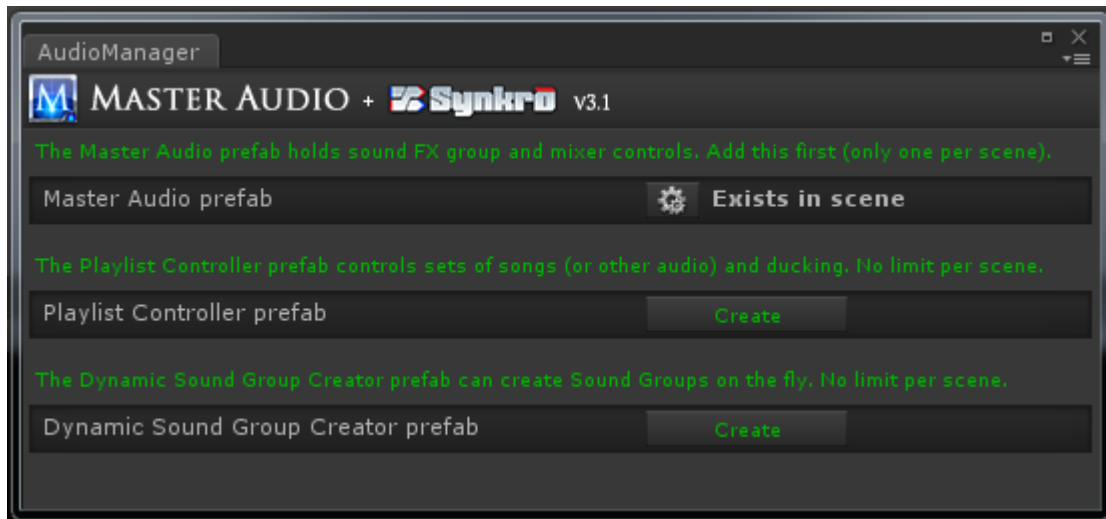 AudioManager
M MASTER AUDIO + Synkro v3.1
The Master Audio prefab holds sound FX group and mixer controls. Add this first (only one per scene).
Master Audio prefab Exists in scene
The Playlist Controller prefab controls sets of songs (or other audio) and ducking. No limit per scene.
Playlist Controller prefab Create
The Dynamic Sound Group Creator prefab can create Sound Groups on the fly. No limit per scene.
Dynamic Sound Group Creator prefab Create